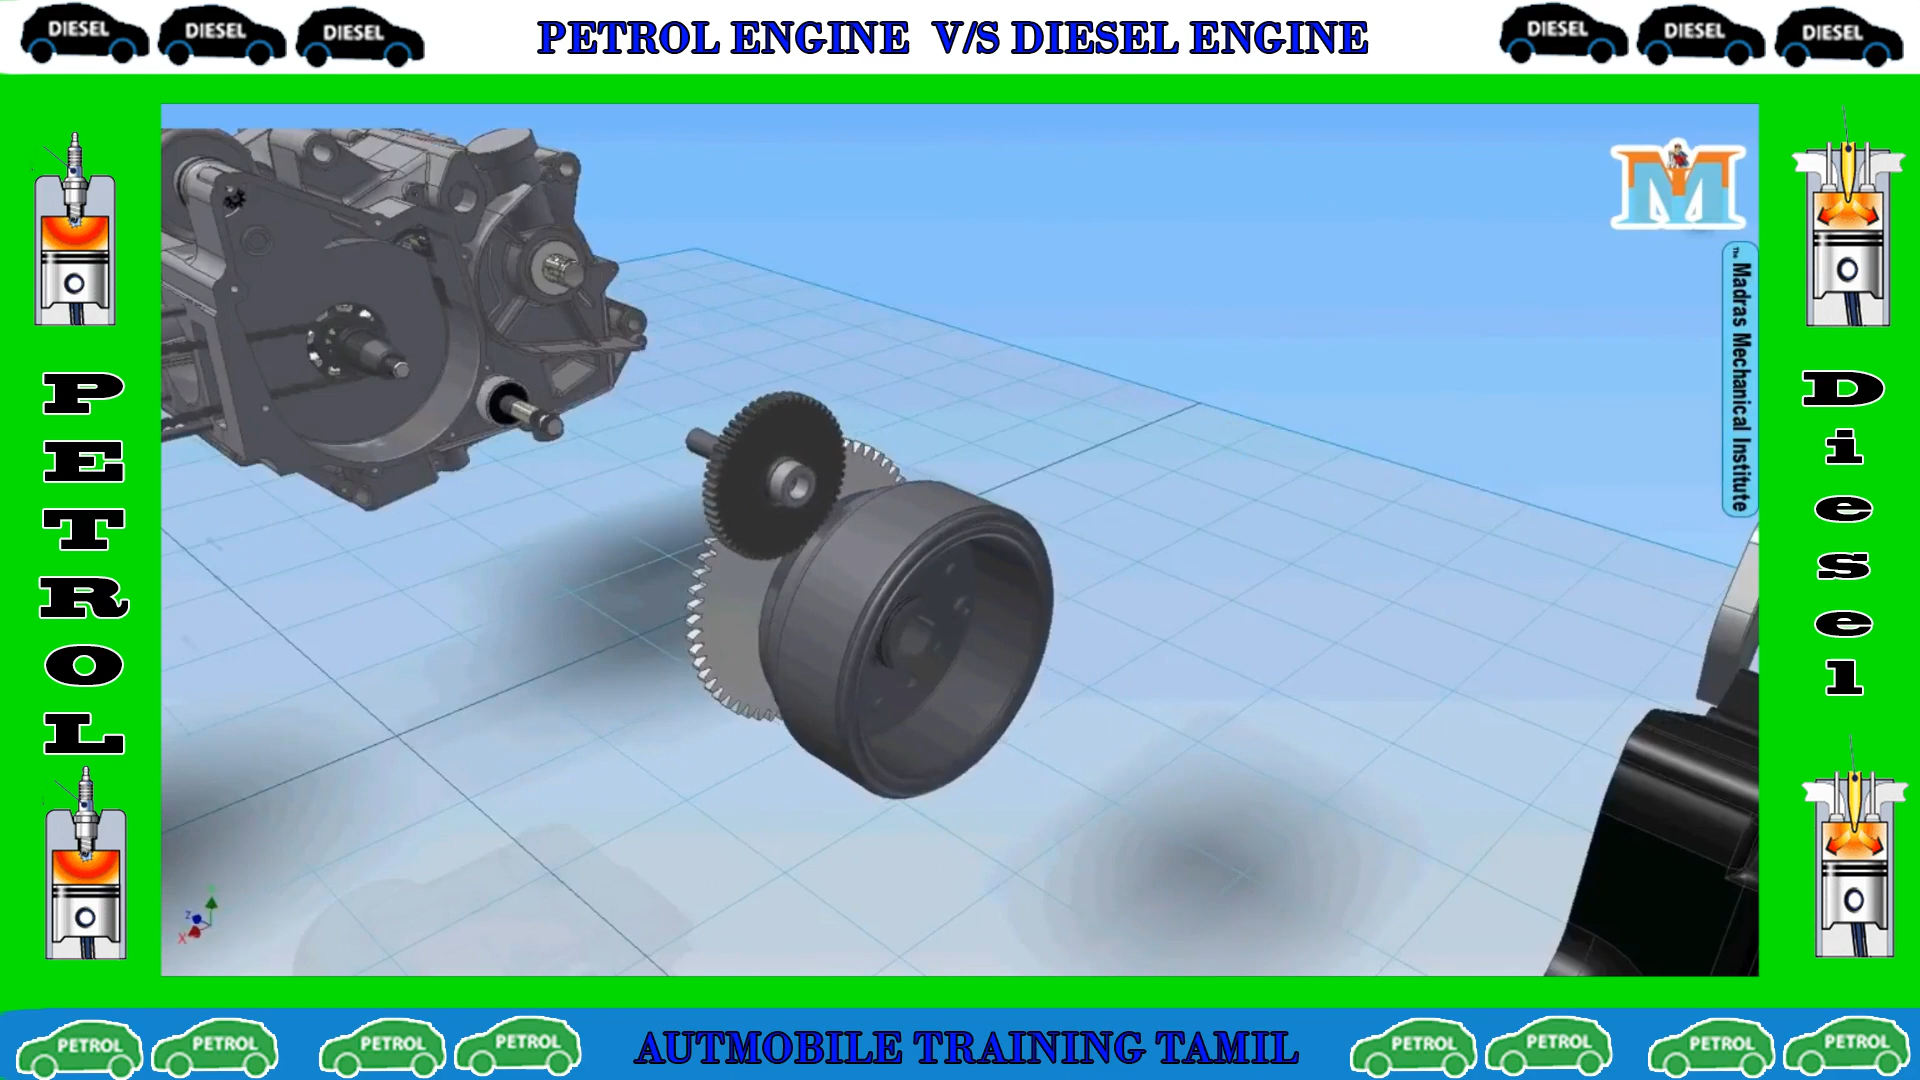 DIESEL DIESEL DIESEL PETROL ENGINE V/S DIESEL ENGINE DIESEL DIESEL DIESEL
M
The Madras Mechanical Institute
PETROL
Diesel
Z
X
PETROL PETROL PETROL PETROL AUTMOBILE TRAINING TAMIL PETROL PETROL PETROL PETROL